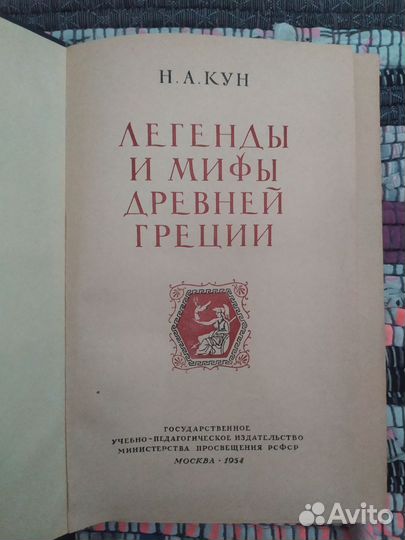 Н. А. КУН
ЛЕГЕНДЫ
И МИФЫ
ДРЕВНЕЙ
ГРЕЦИИ
ГОСУДАРСТВЕННОЕ
УЧЕБНО-ПЕДАГОГИЧЕСКОЕ ИЗДАТЕЛЬСТВО
МИНИСТЕРСТВА ПРОСВЕЩЕНИЯ РСФСР
МОСКВА · 1954
Avito